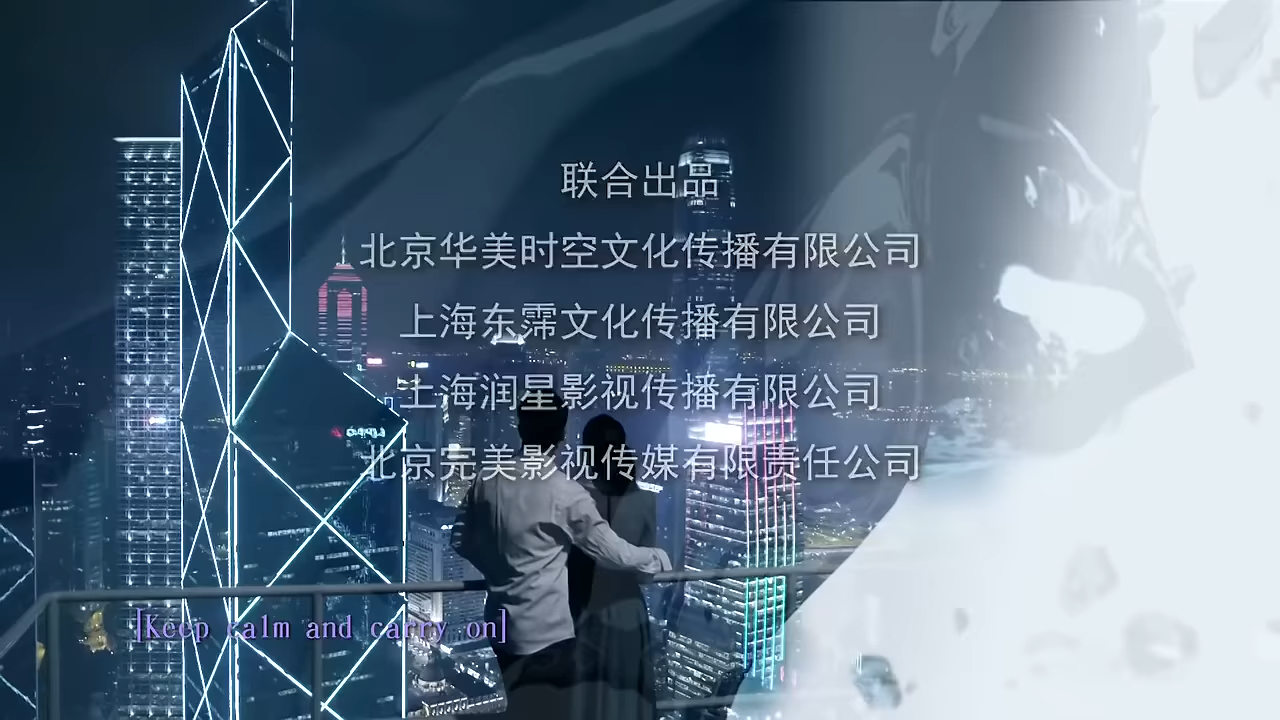 联合出品
北京华美时空文化传播有限公司
上海东霈文化传播有限公司
上海润星影视传播有限公司
北京完美影视传媒有限责任公司
[Keep calm and carry on]